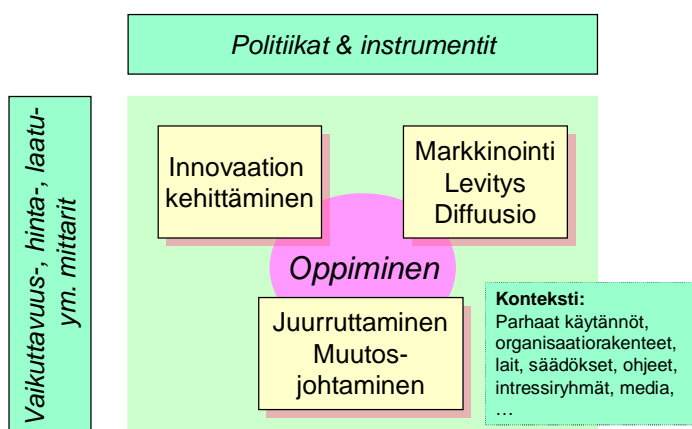 Politiikat & instrumentit
Vaikuttavuus-, hinta-, laatu-
ym. mittarit
Innovaation
kehittäminen
Markkinointi
Levitys
Diffuusio
Oppiminen
Juurruttaminen
Muutos-
johtaminen
Konteksti:
Parhaat käytännöt,
organisaatiorakenteet,
lait, säädökset, ohjeet,
intressiryhmät, media,
…